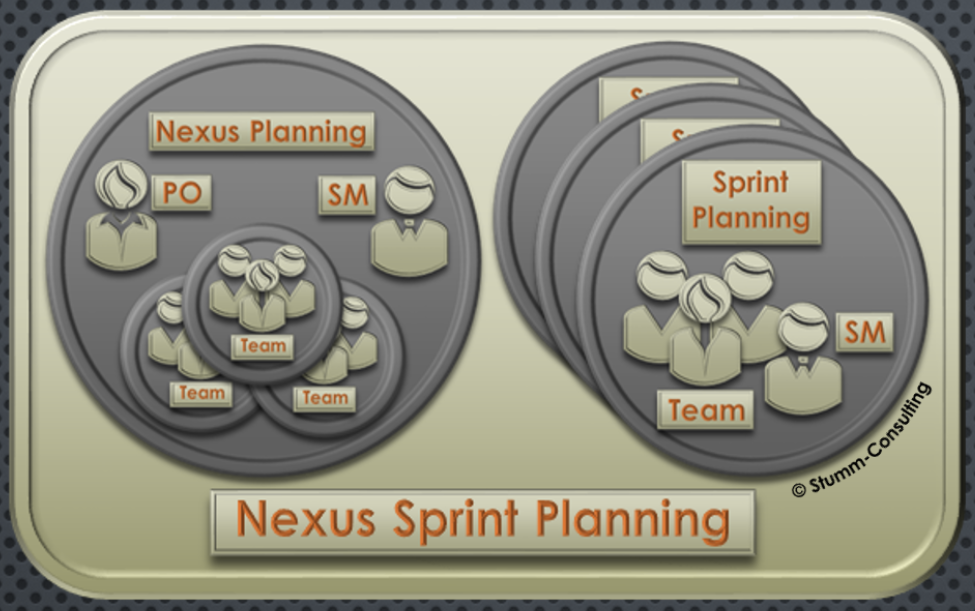 Nexus Planning
PO
SM
Team
Team
Team
S
S
Sprint
Planning
SM
Team
© Stumm-Consulting
Nexus Sprint Planning